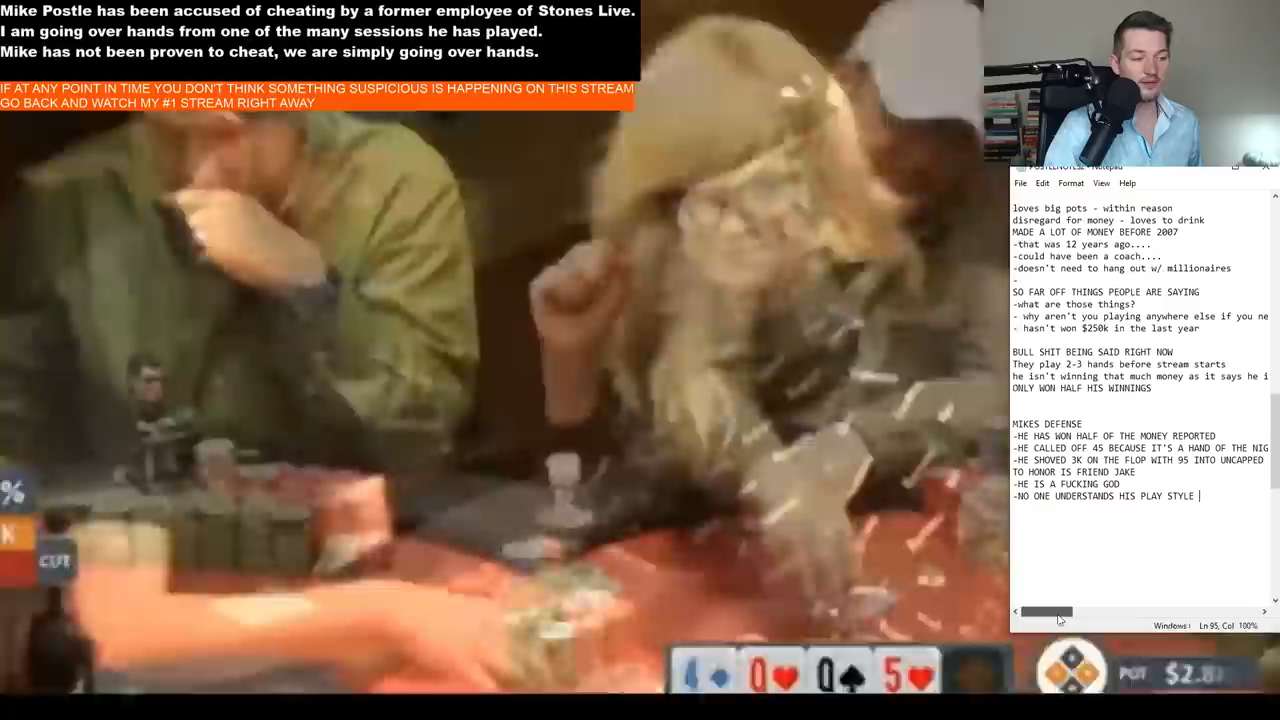 Mike Postle has been accused of cheating by a former employee of Stones Live.
I am going over hands from one of the many sessions he has played.
Mike has not been proven to cheat, we are simply going over hands.
IF AT ANY POINT IN TIME YOU DON'T THINK SOMETHING SUSPICIOUS IS HAPPENING ON THIS STREAM
GO BACK AND WATCH MY #1 STREAM RIGHT AWAY
File Edit Format View Help
loves big pots - within reason
disregard for money - loves to drink
MADE A LOT OF MONEY BEFORE 2007
-that was 12 years ago....
-could have been a coach....
-doesn't need to hang out w/ millionaires
-
SO FAR OFF THINGS PEOPLE ARE SAYING
-what are those things?
- why aren't you playing anywhere else if you ne
- hasn't won $250k in the last year
BULL SHIT BEING SAID RIGHT NOW
They play 2-3 hands before stream starts
he isn't winning that much money as it says he i
ONLY WON HALF HIS WINNINGS
MIKES DEFENSE
-HE HAS WON HALF OF THE MONEY REPORTED
-HE CALLED OFF 45 BECAUSE IT'S A HAND OF THE NIG
-HE SHOVED 3K ON THE FLOP WITH 95 INTO UNCAPPED
TO HONOR IS FRIEND JAKE
-HE IS A FUCKING GOD
-NO ONE UNDERSTANDS HIS PLAY STYLE
%
K
CUT
Windows Ln 95, Col 100%
4♦ Q♥ Q♠ 5♥
POT $2.8